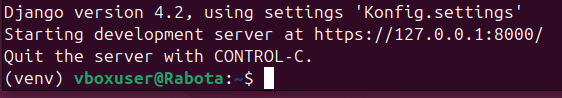 Django version 4.2, using settings 'Konfig.settings'
Starting development server at https://127.0.0.1:8000/
Quit the server with CONTROL-C.
(venv) vboxuser@Rabota:~$